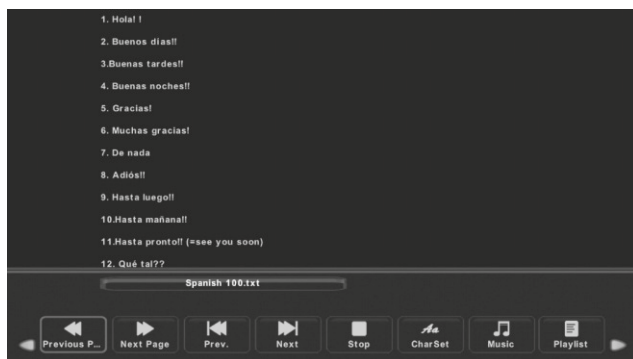 1. Hola! !
2. Buenos dias!!
3.Buenas tardes!!
4. Buenas noches!!
5. Gracias!
6. Muchas gracias!
7. De nada
8. Adiós!!
9. Hasta luego!!
10.Hasta mañana!!
11.Hasta pronto!! (=see you soon)
12. Qué tal??
Spanish 100.txt
Previous P... Next Page Prev. Next Stop CharSet Music Playlist